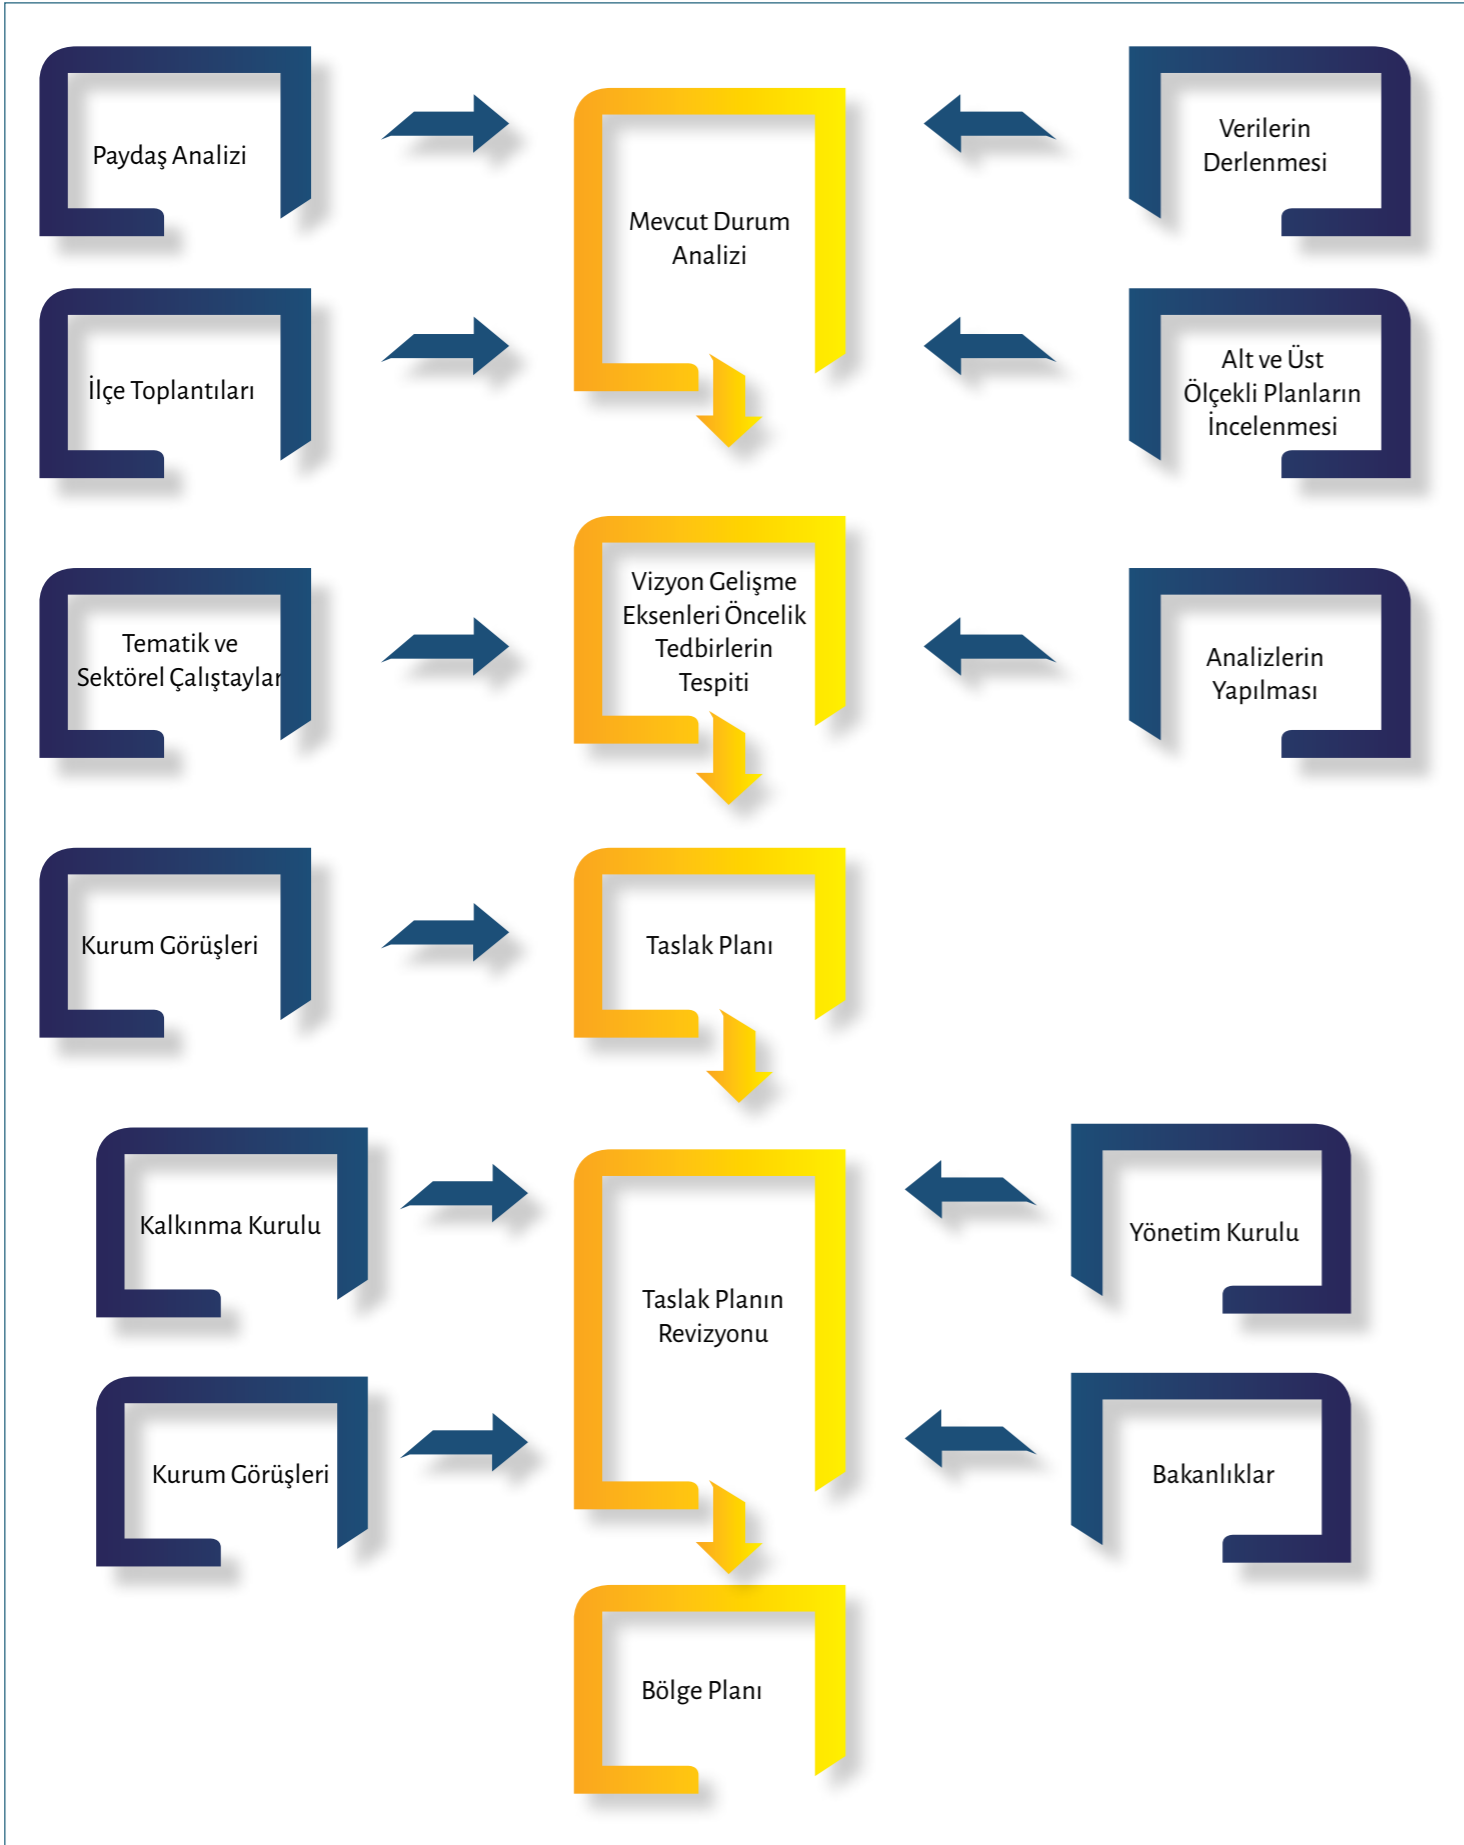 Paydaş Analizi
Mevcut Durum
Analizi
Verilerin
Derlenmesi
İlçe Toplantıları
Alt ve Üst
Ölçekli Planların
İncelenmesi
Tematik ve
Sektörel Çalıştaylar
Vizyon Gelişme
Eksenleri Öncelik
Tedbirlerin
Tespiti
Analizlerin
Yapılması
Kurum Görüşleri
Taslak Planı
Kalkınma Kurulu
Taslak Planın
Revizyonu
Yönetim Kurulu
Kurum Görüşleri
Bakanlıklar
Bölge Planı